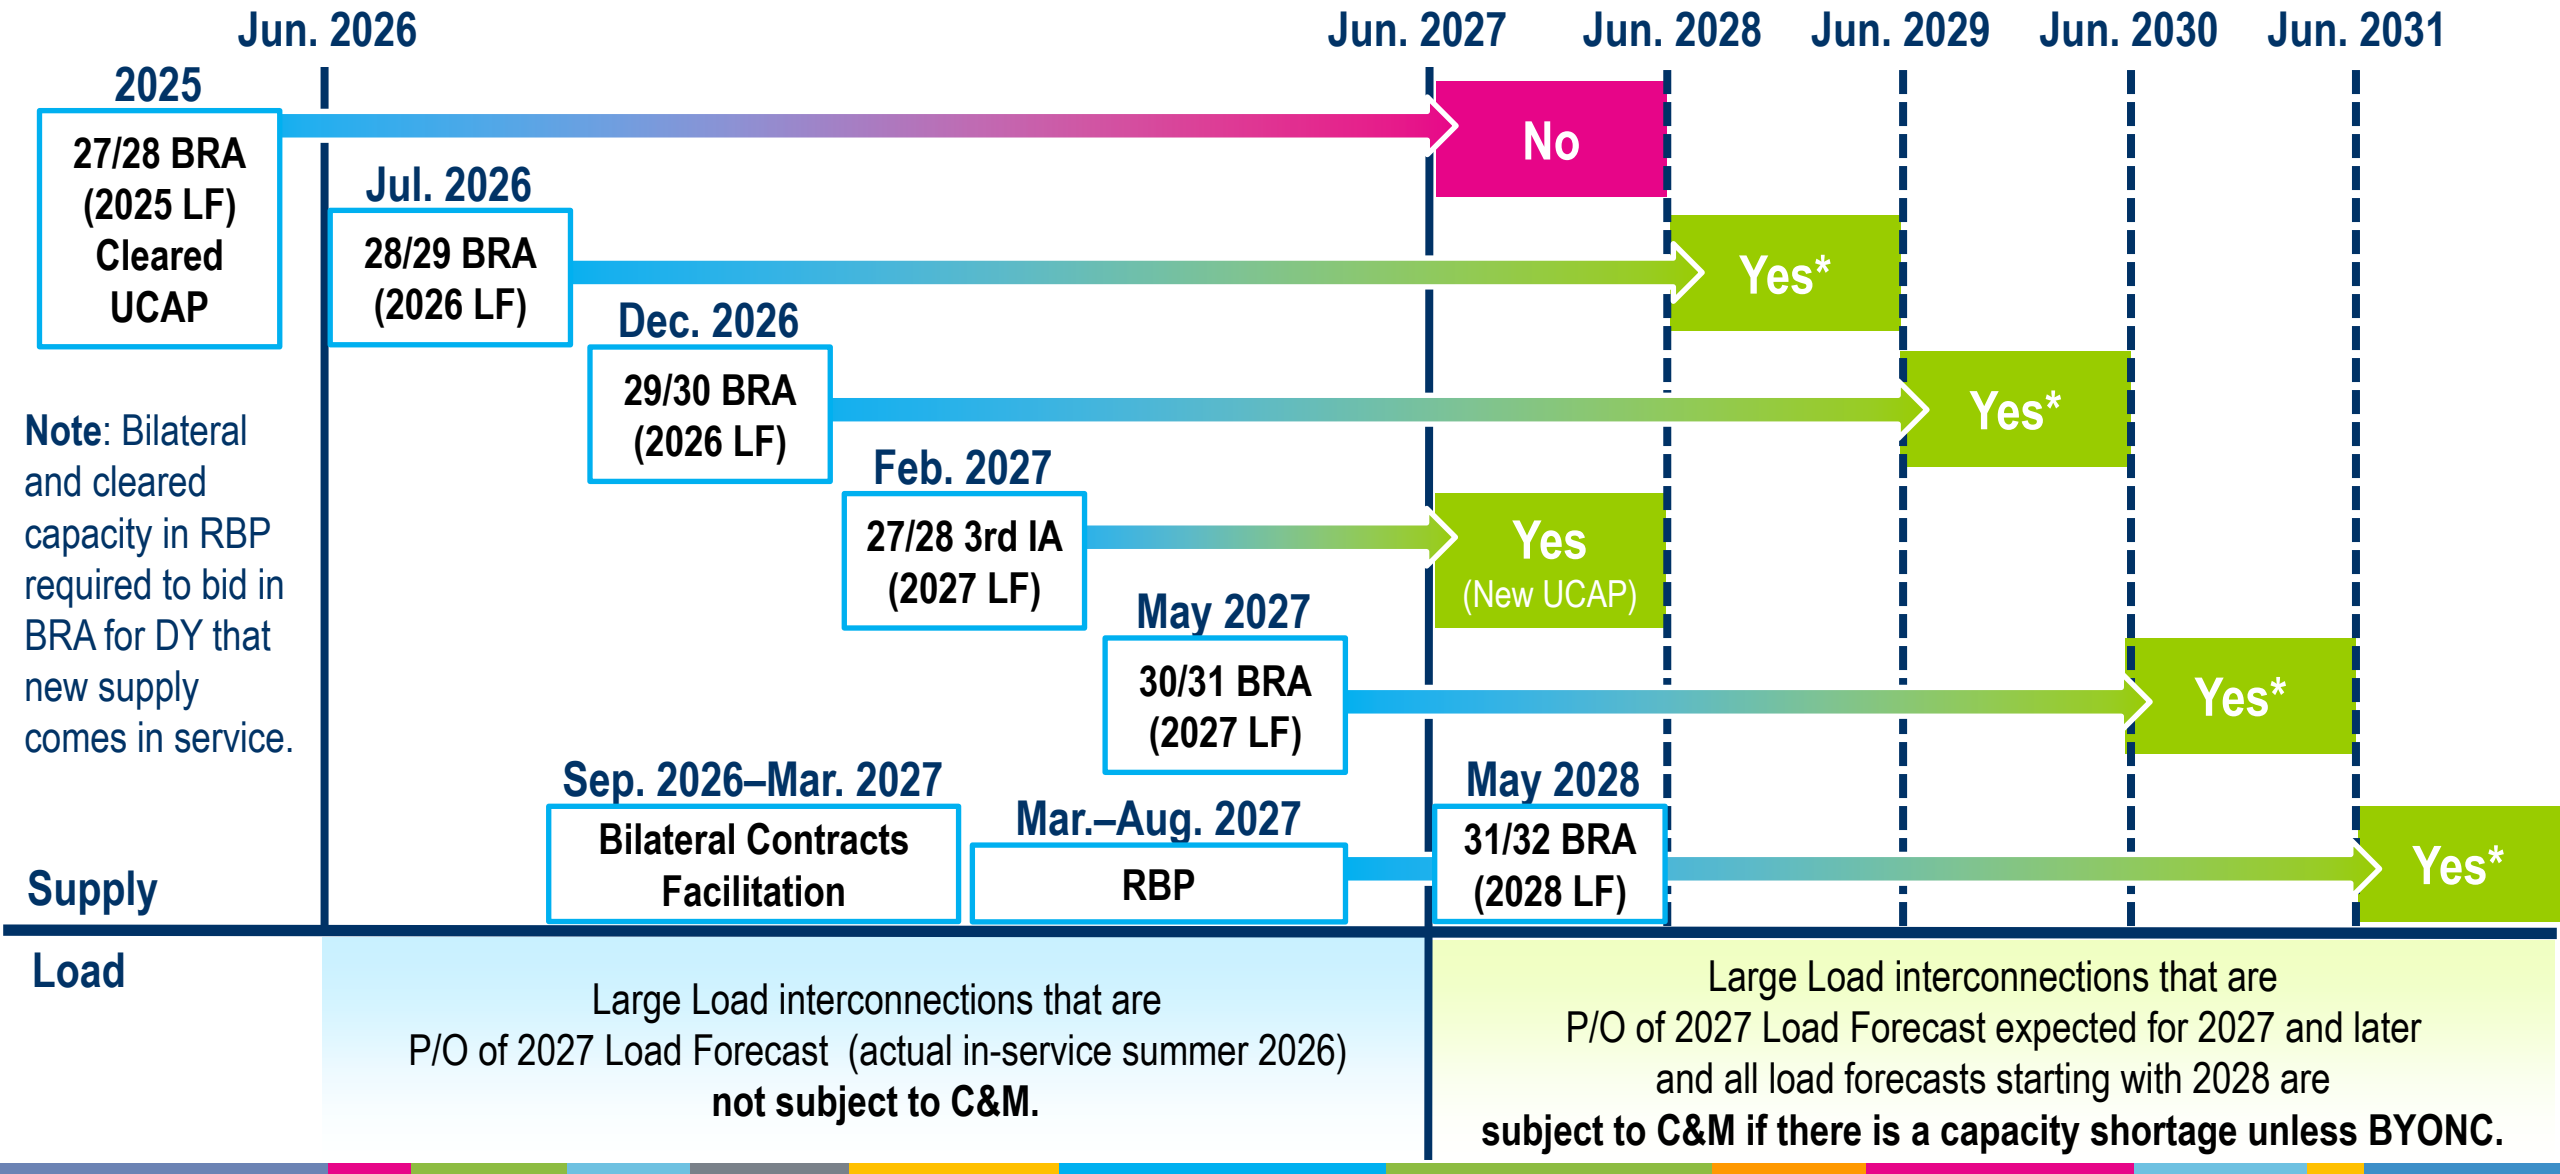 Jun. 2026
Jun. 2027
Jun. 2028
Jun. 2029
Jun. 2030
Jun. 2031
2025
27/28 BRA
(2025 LF)
Cleared
UCAP
No
Jul. 2026
28/29 BRA
(2026 LF)
Yes*
Dec. 2026
29/30 BRA
(2026 LF)
Yes*
Note: Bilateral
and cleared
capacity in RBP
required to bid in
BRA for DY that
new supply
comes in service.
Feb. 2027
27/28 3rd IA
(2027 LF)
Yes
(New UCAP)
May 2027
30/31 BRA
(2027 LF)
Yes*
Sep. 2026–Mar. 2027
Bilateral Contracts
Facilitation
Mar.–Aug. 2027
RBP
May 2028
31/32 BRA
(2028 LF)
Yes*
Supply
Load
Large Load interconnections that are
P/O of 2027 Load Forecast (actual in-service summer 2026)
not subject to C&M.
Large Load interconnections that are
P/O of 2027 Load Forecast expected for 2027 and later
and all load forecasts starting with 2028 are
subject to C&M if there is a capacity shortage unless BYONC.